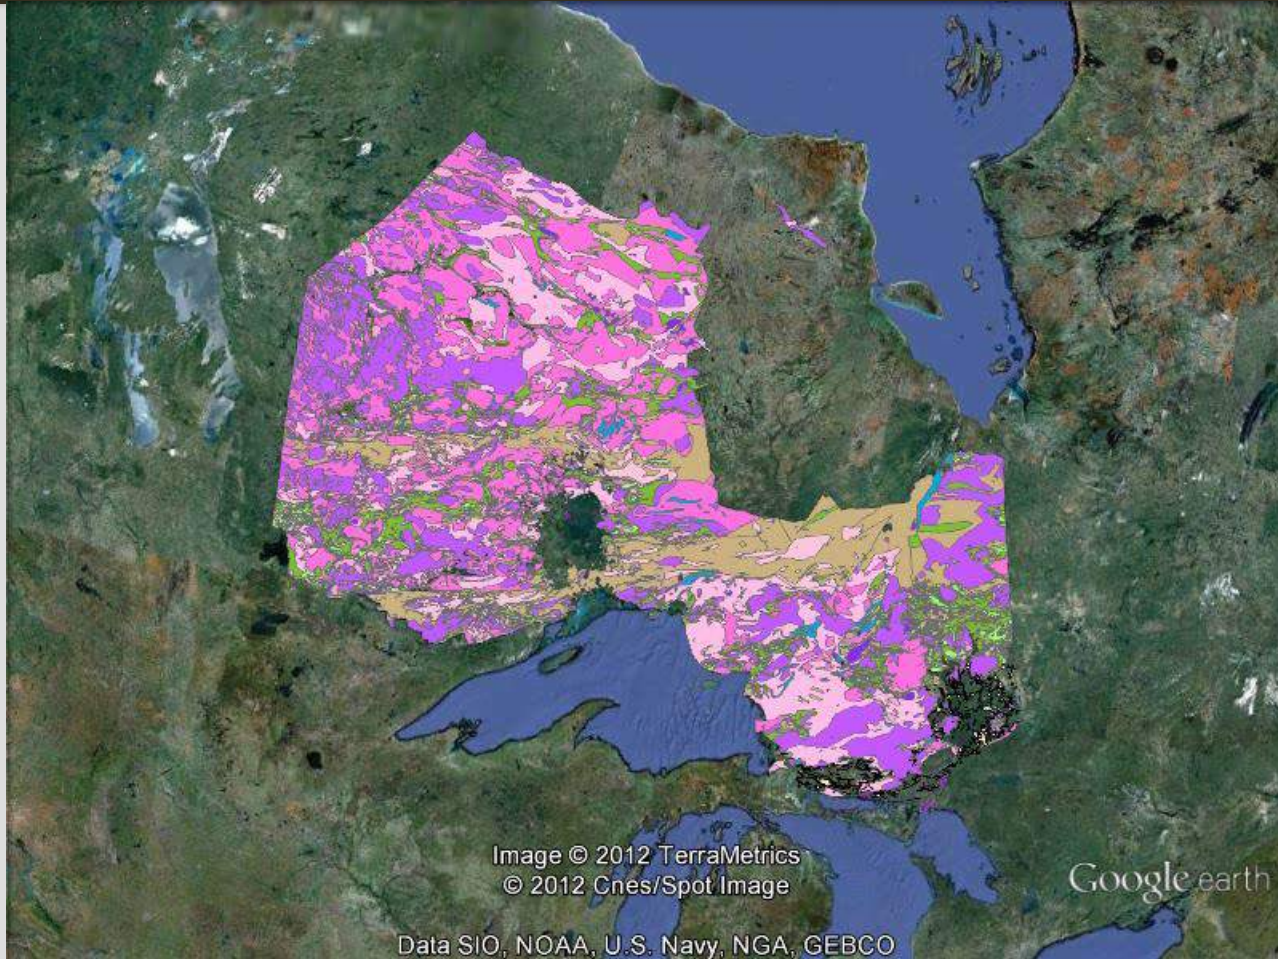 Image © 2012 TerraMetrics
© 2012 Cnes/Spot Image
Google earth
Data SIO, NOAA, U.S. Navy, NGA, GEBCO